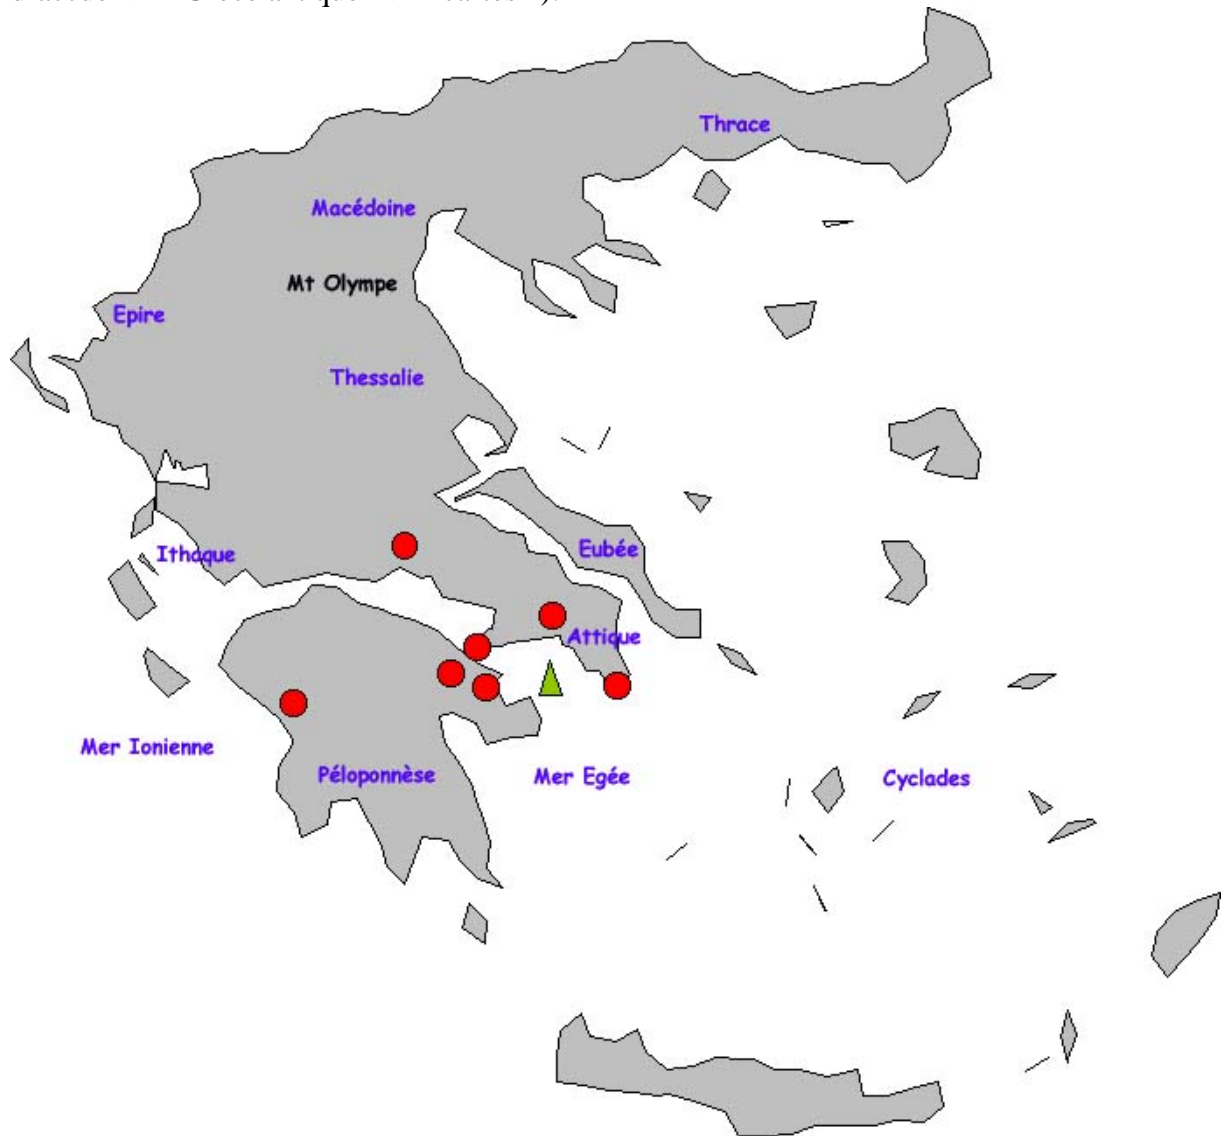 Thrace
Macédoine
Mt Olympe
Epire
Thessalie
Eubée
Ithaque
Attique
Mer Ionienne
Péloponnèse
Mer Egée
Cyclades